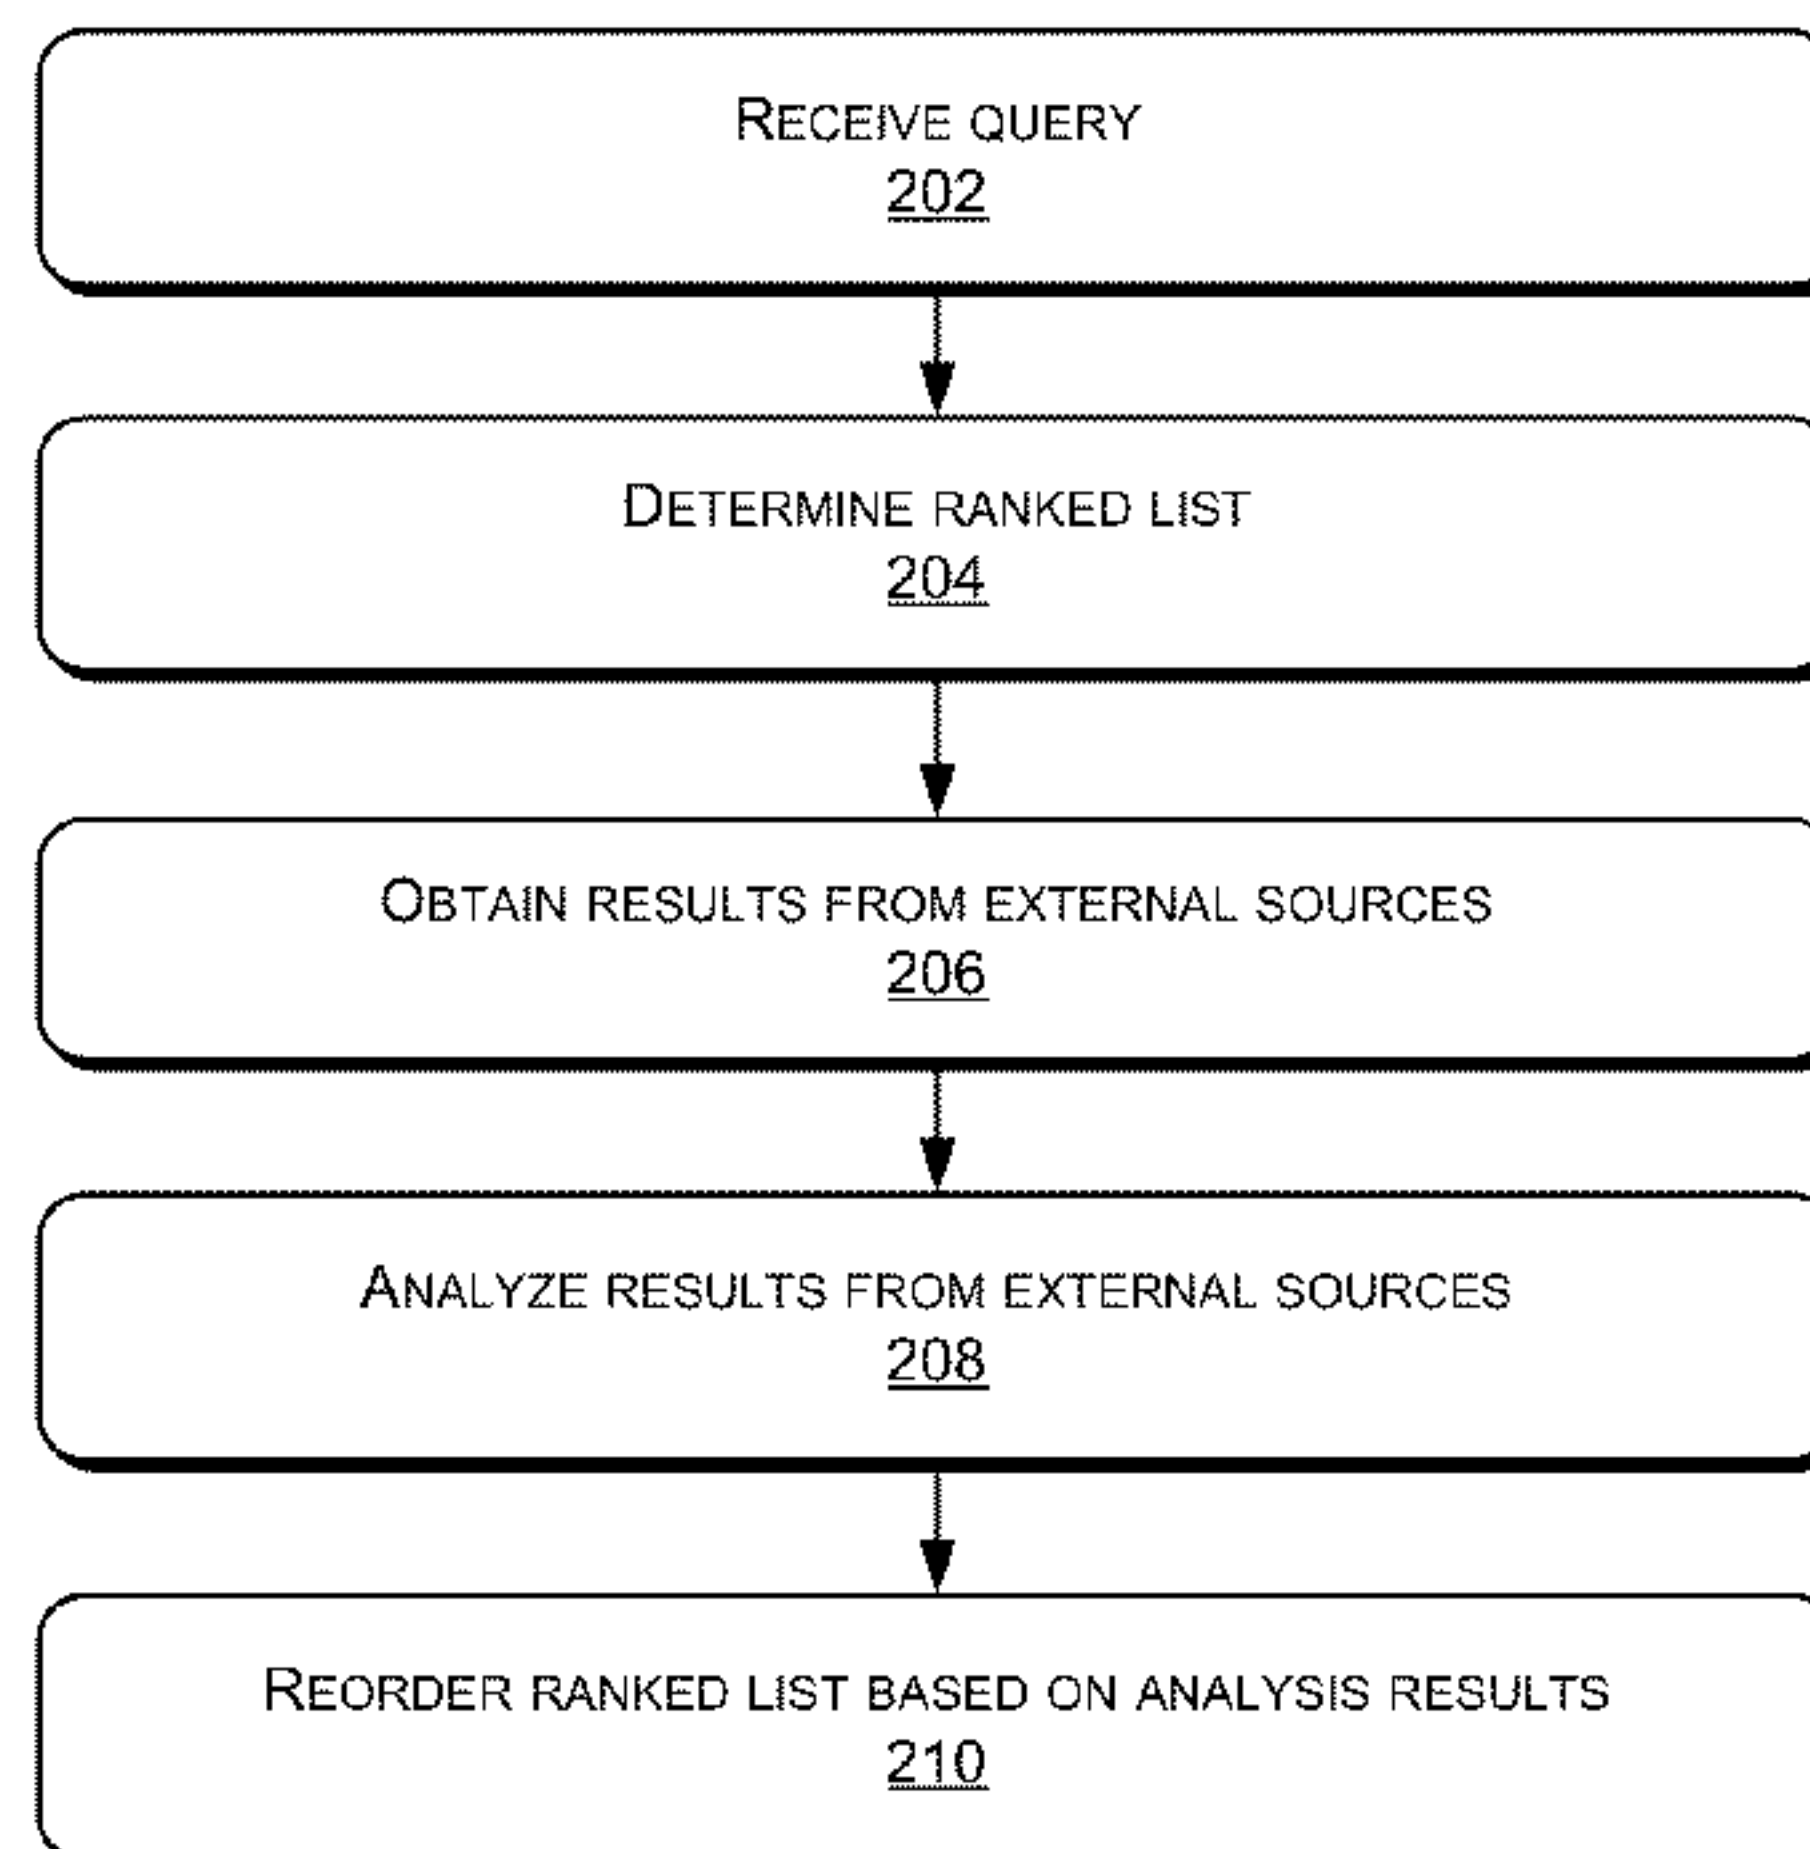 RECEIVE QUERY
202
DETERMINE RANKED LIST
204
OBTAIN RESULTS FROM EXTERNAL SOURCES
206
ANALYZE RESULTS FROM EXTERNAL SOURCES
208
REORDER RANKED LIST BASED ON ANALYSIS RESULTS
210